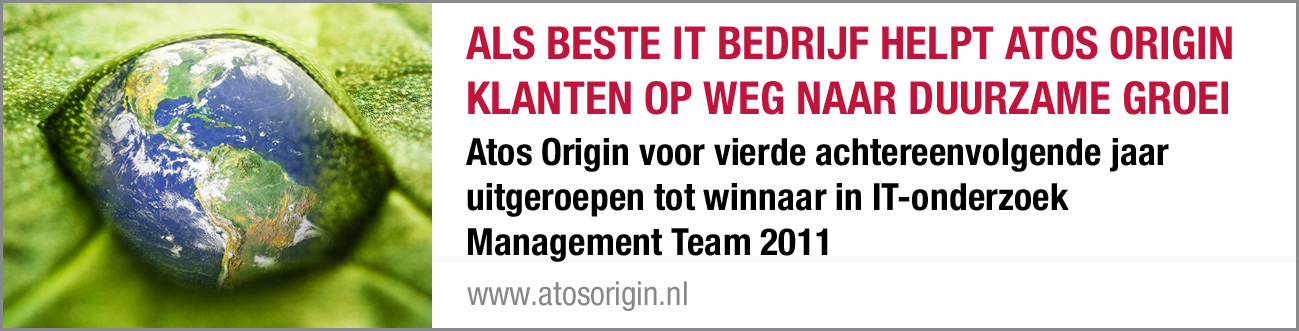 ALS BESTE IT BEDRIJF HELPT ATOS ORIGIN
KLANTEN OP WEG NAAR DUURZAME GROEI
Atos Origin voor vierde achtereenvolgende jaar
uitgeroepen tot winnaar in IT-onderzoek
Management Team 2011
www.atosorigin.nl